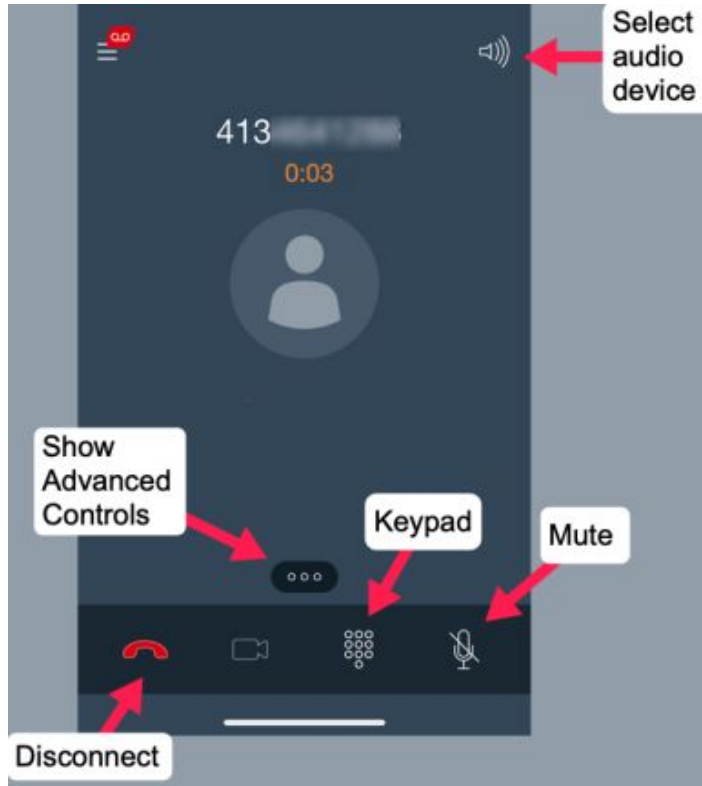 Select
audio
device
413
0:03
Show
Advanced
Controls
Keypad
Mute
Disconnect